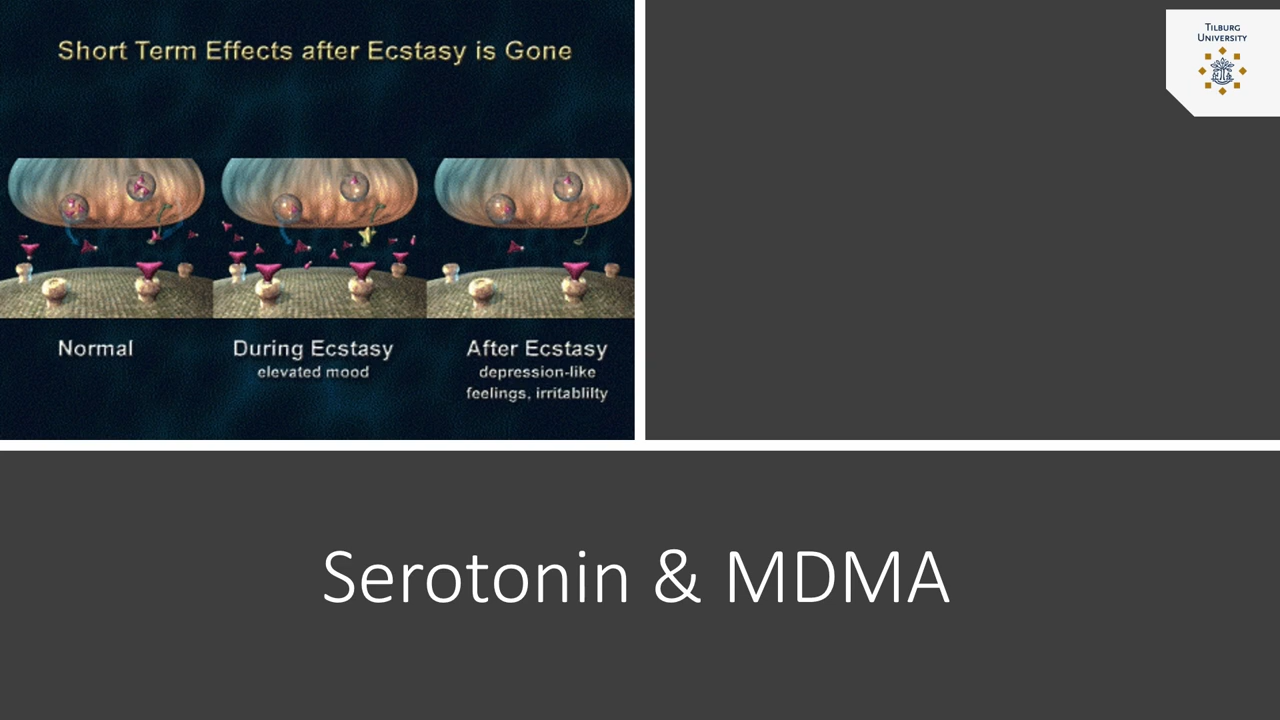 Short Term Effects after Ecstasy is Gone
Normal
During Ecstasy
elevated mood
After Ecstasy
depression-like
feelings, irritablilty
TILBURG
UNIVERSITY
Serotonin & MDMA